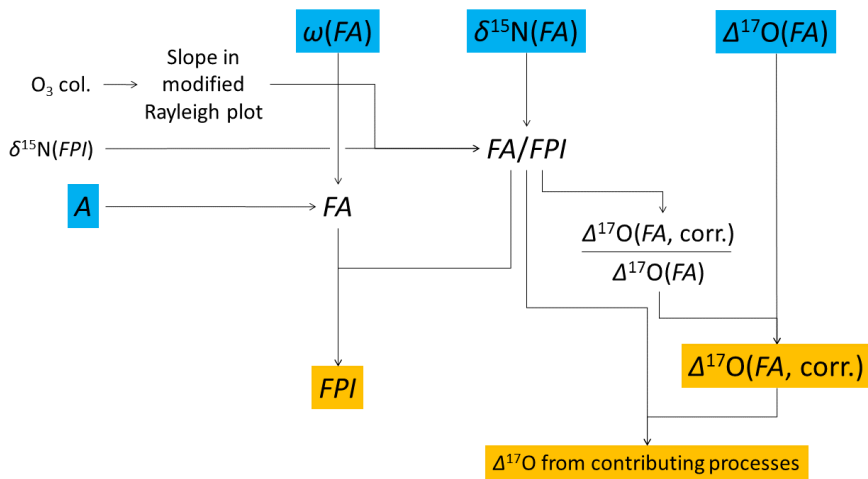 ω(FA)
δ¹⁵N(FA)
Δ¹⁷O(FA)
O₃ col.
Slope in
modified
Rayleigh plot
δ¹⁵N(FPI)
FA/FPI
A
FA
Δ¹⁷O(FA, corr.)
Δ¹⁷O(FA)
FPI
Δ¹⁷O(FA, corr.)
Δ¹⁷O from contributing processes